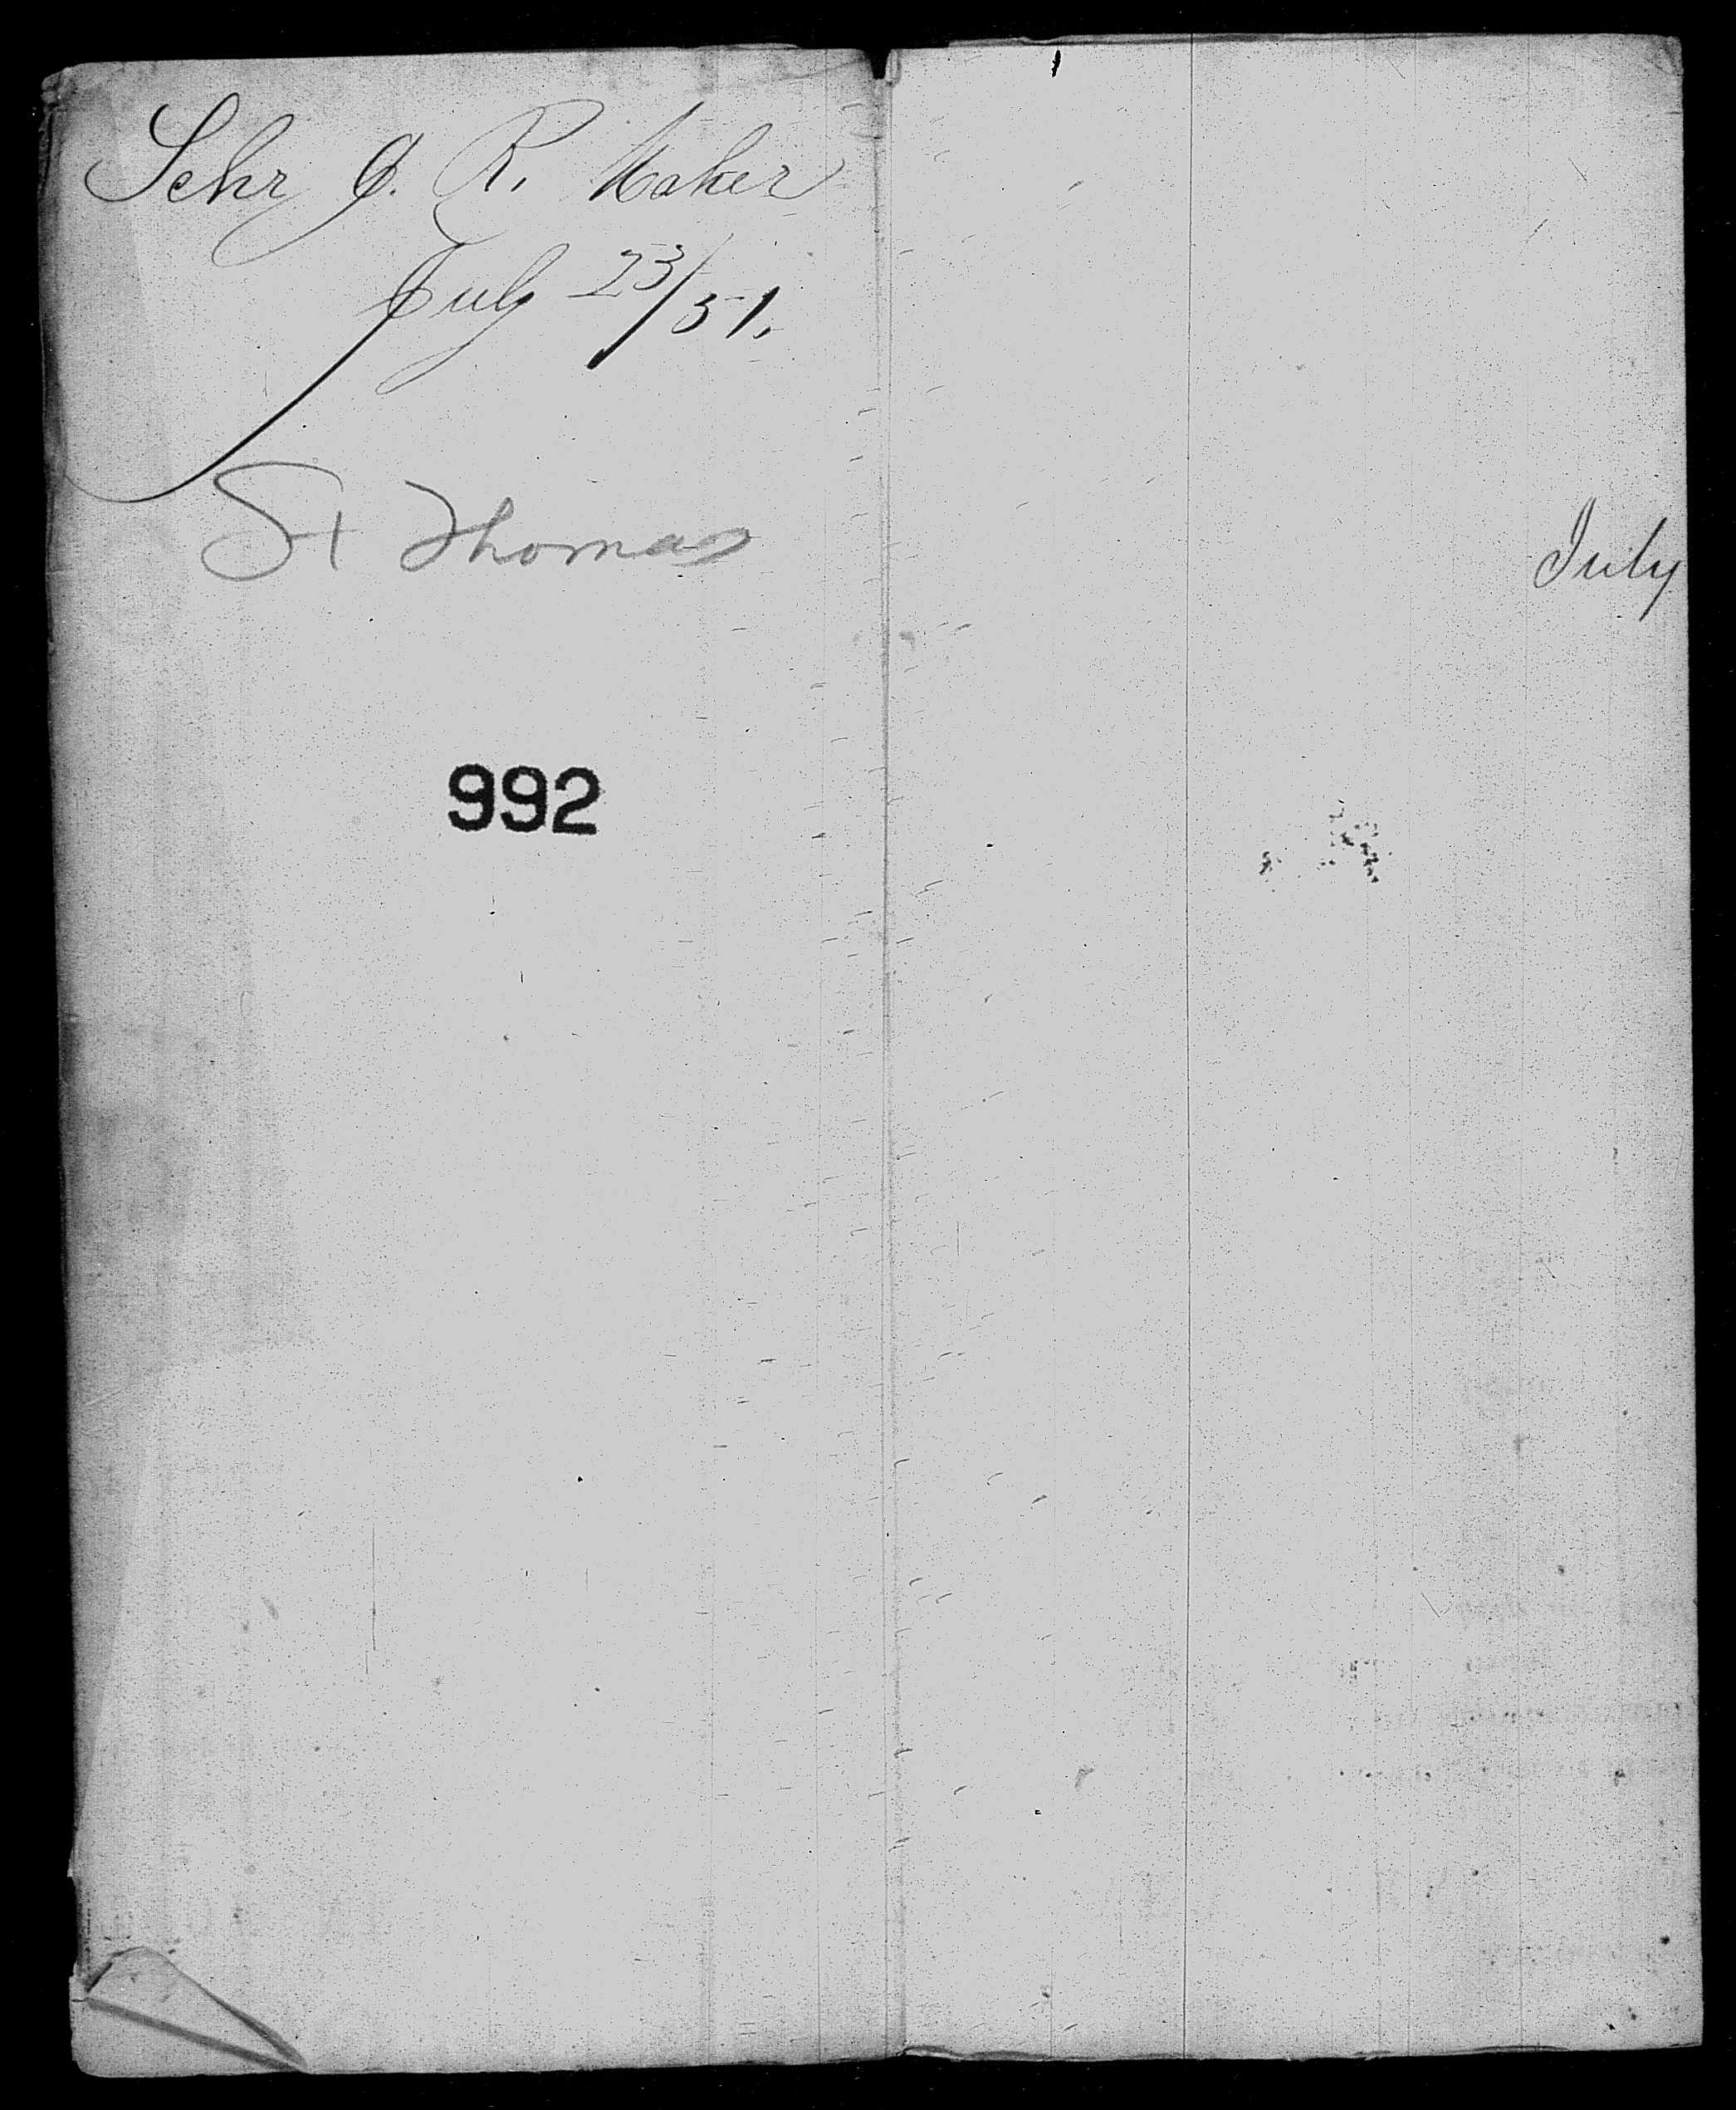 Schr J. R. Maker
July 23/51.
St Thomas
July
992